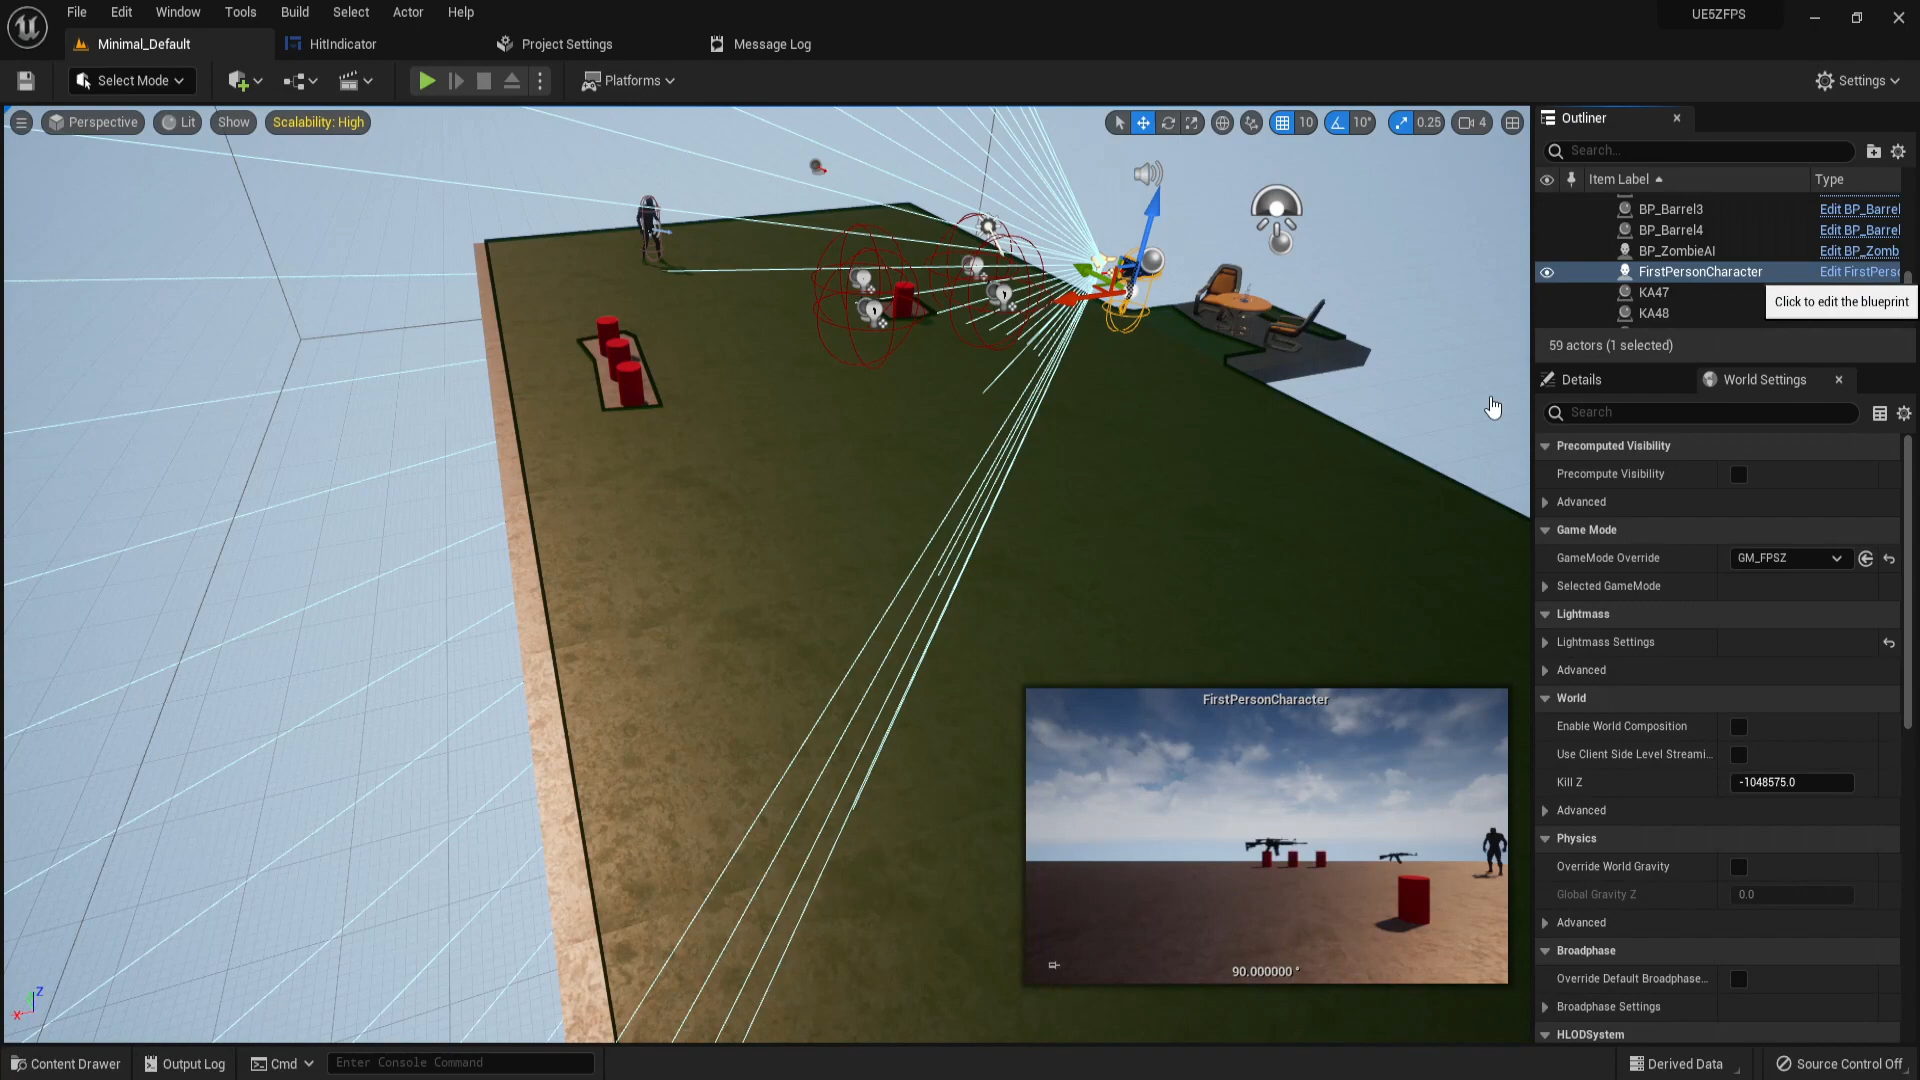 File Edit Window Tools Build Select Actor Help
UE5ZFPS
Minimal_Default
HitIndicator
Project Settings
Message Log
Select Mode
Platforms
Settings
Perspective
Lit
Show
Scalability: High
10
10°
0.25
4
Outliner
Search...
Item Label
Type
BP_Barrel3
Edit BP_Barrel
BP_Barrel4
Edit BP_Barrel
BP_ZombieAI
Edit BP_Zomb
FirstPersonCharacter
Edit FirstPerso
KA47
Click to edit the blueprint
KA48
59 actors (1 selected)
Details
World Settings
Search
Precomputed Visibility
Precompute Visibility
Advanced
Game Mode
GameMode Override
GM_FPSZ
Selected GameMode
Lightmass
Lightmass Settings
Advanced
World
Enable World Composition
Use Client Side Level Streami...
Kill Z
-1048575.0
Advanced
Physics
Override World Gravity
Global Gravity Z
0.0
Advanced
Broadphase
Override Default Broadphase...
Broadphase Settings
HLODSystem
FirstPersonCharacter
90.000000 °
Z
X
Content Drawer
Output Log
Cmd
Enter Console Command
Derived Data
Source Control Off